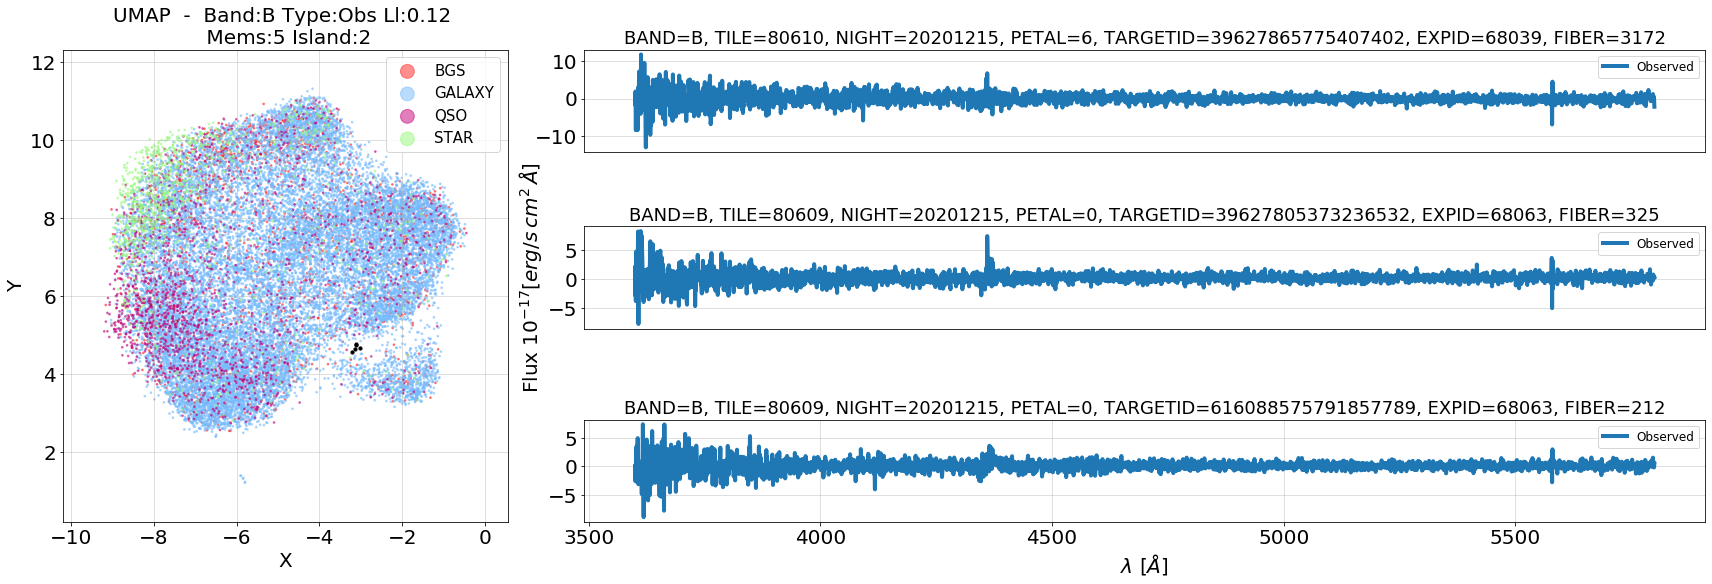 UMAP - Band:B Type:Obs Ll:0.12
Mems:5 Island:2
12
10
8
6
4
2
Y
−10
−8
−6
−4
−2
0
X
BGS
GALAXY
QSO
STAR
Flux 10−17[erg/s cm2 Å]
BAND=B, TILE=80610, NIGHT=20201215, PETAL=6, TARGETID=39627865775407402, EXPID=68039, FIBER=3172
10
0
−10
Observed
BAND=B, TILE=80609, NIGHT=20201215, PETAL=0, TARGETID=39627805373236532, EXPID=68063, FIBER=325
5
0
−5
Observed
BAND=B, TILE=80609, NIGHT=20201215, PETAL=0, TARGETID=616088575791857789, EXPID=68063, FIBER=212
5
0
−5
Observed
3500
4000
4500
5000
5500
λ [Å]